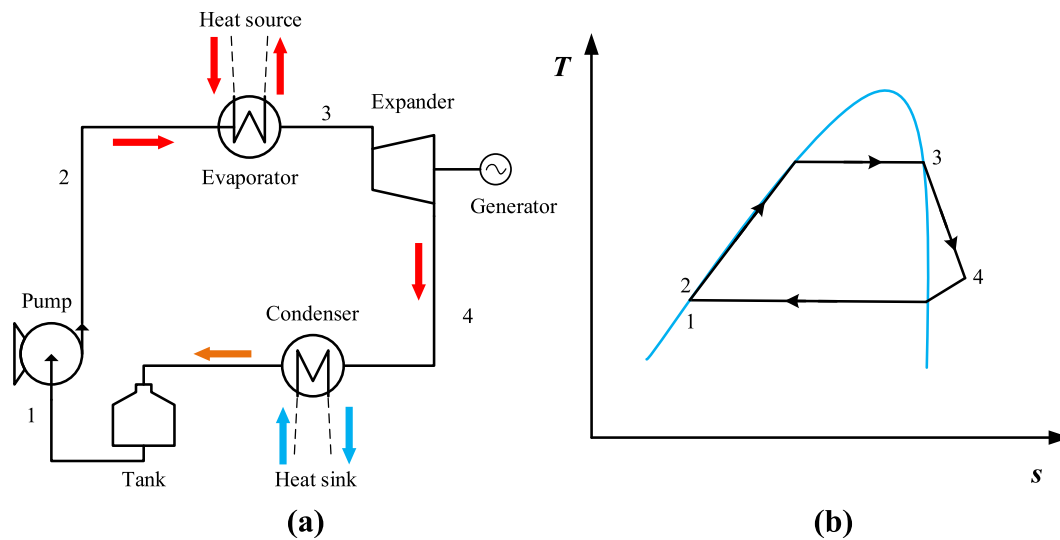 Heat source
3
Expander
2
Evaporator
Generator
Pump
Condenser
4
1
Tank
Heat sink
(a)
T
3
2
4
1
s
(b)